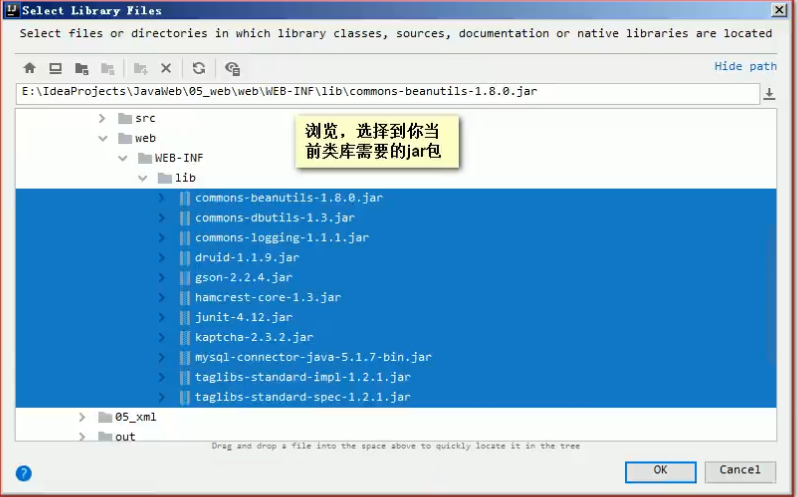 Select Library Files
Select files or directories in which library classes, sources, documentation or native libraries are located
Hide path
E:\IdeaProjects\JavaWeb\05_web\web\WEB-INF\lib\commons-beanutils-1.8.0.jar
src
web
浏览，选择到你当
前类库需要的jar包
WEB-INF
lib
commons-beanutils-1.8.0.jar
commons-dbutils-1.3.jar
commons-logging-1.1.1.jar
druid-1.1.9.jar
gson-2.2.4.jar
hamcrest-core-1.3.jar
junit-4.12.jar
kaptcha-2.3.2.jar
mysql-connector-java-5.1.7-bin.jar
taglibs-standard-impl-1.2.1.jar
taglibs-standard-spec-1.2.1.jar
05_xml
out
Drag and drop a file into the space above to quickly locate it in the tree
?
OK
Cancel